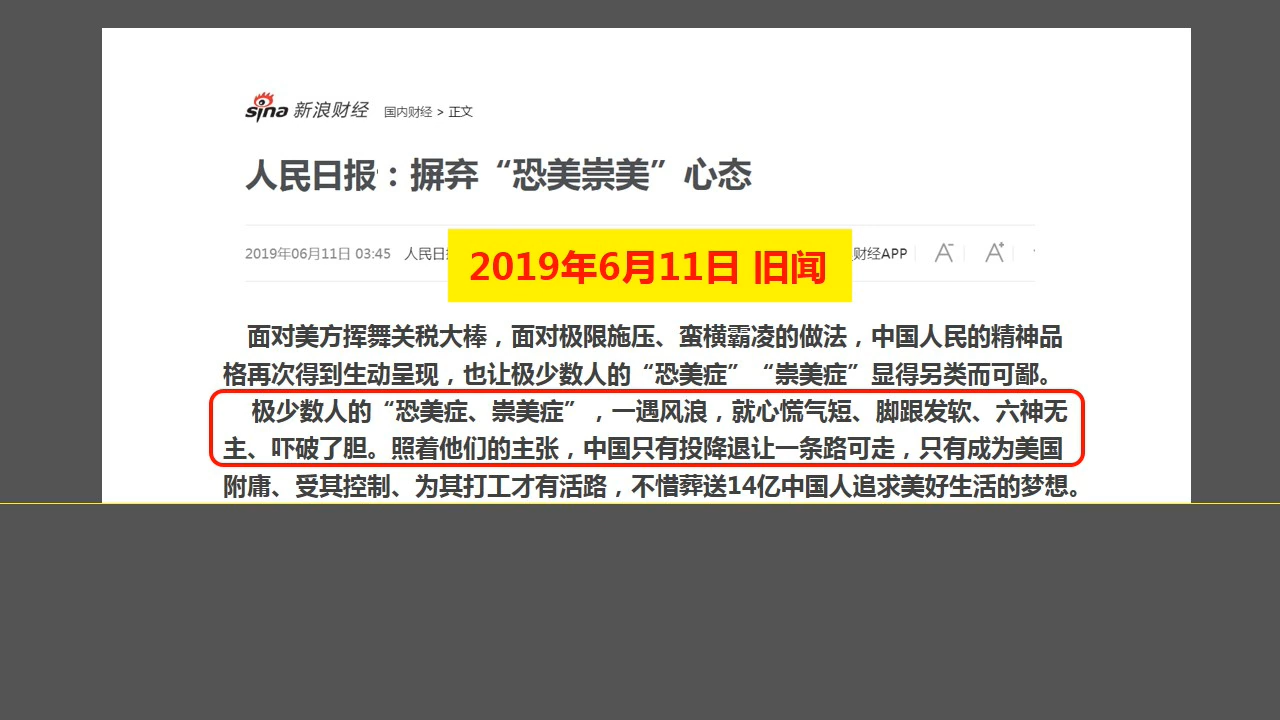 sina 新浪财经 国内财经 > 正文
人民日报：摒弃“恐美崇美”心态
2019年06月11日 03:45 人民日
财经APP A- A+
2019年6月11日 旧闻
面对美方挥舞关税大棒，面对极限施压、蛮横霸凌的做法，中国人民的精神品
格再次得到生动呈现，也让极少数人的“恐美症”“崇美症”显得另类而可鄙。
极少数人的“恐美症、崇美症”，一遇风浪，就心慌气短、脚跟发软、六神无
主、吓破了胆。照着他们的主张，中国只有投降退让一条路可走，只有成为美国
附庸、受其控制、为其打工才有活路，不惜葬送14亿中国人追求美好生活的梦想。